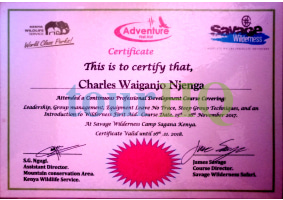 KENYA WILDLIFE SERVICE
World Class Parks!
Adventure
Savage
Wilderness
Certificate
This is to certify that,
Charles Waiganjo Njenga
Attended a Continuous Professional Development Course Covering
Leadership, Group management, Equipment Leave No Trace, Steep Group Techniques, and an
Introduction to Wilderness First Aid. Course Date, November 2017.
At Savage Wilderness Camp Sagana Kenya.
Certificate Valid until 2018.
S.G. Ngugi.
Assistant Director.
Mountain conservation Area.
Kenya Wildlife Service.
James Savage
Course Director.
Savage Wilderness Safari.